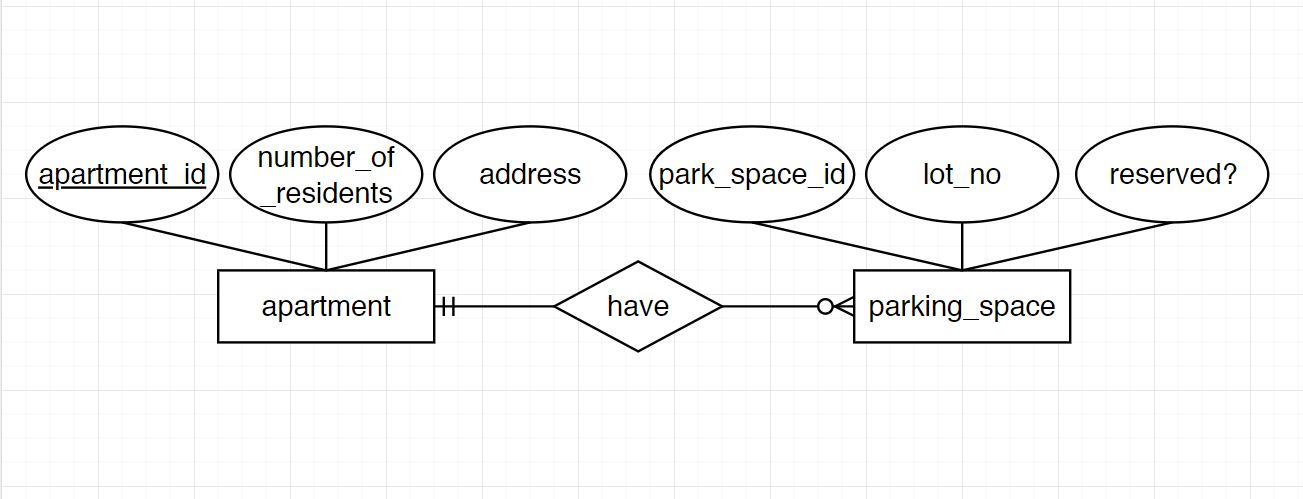 apartment_id
number_of
_residents
address
park_space_id
lot_no
reserved?
apartment
have
parking_space